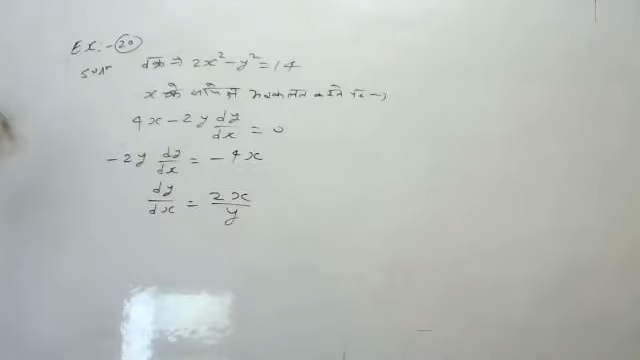 Ex:-20
Solⁿ वक्र ⇒ 2x² - y² = 14
x के सापेक्ष अवकलन करने पर →
4x - 2y dy/dx = 0
-2y dy/dx = -4x
dy/dx = 2x/y